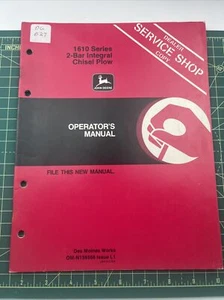 1610 Series
2-Bar Integral
Chisel Plow
DEALER
SERVICE SHOP
COPY
JOHN DEERE
OPERATOR'S
MANUAL
FILE THIS NEW MANUAL.
Des Moines Works